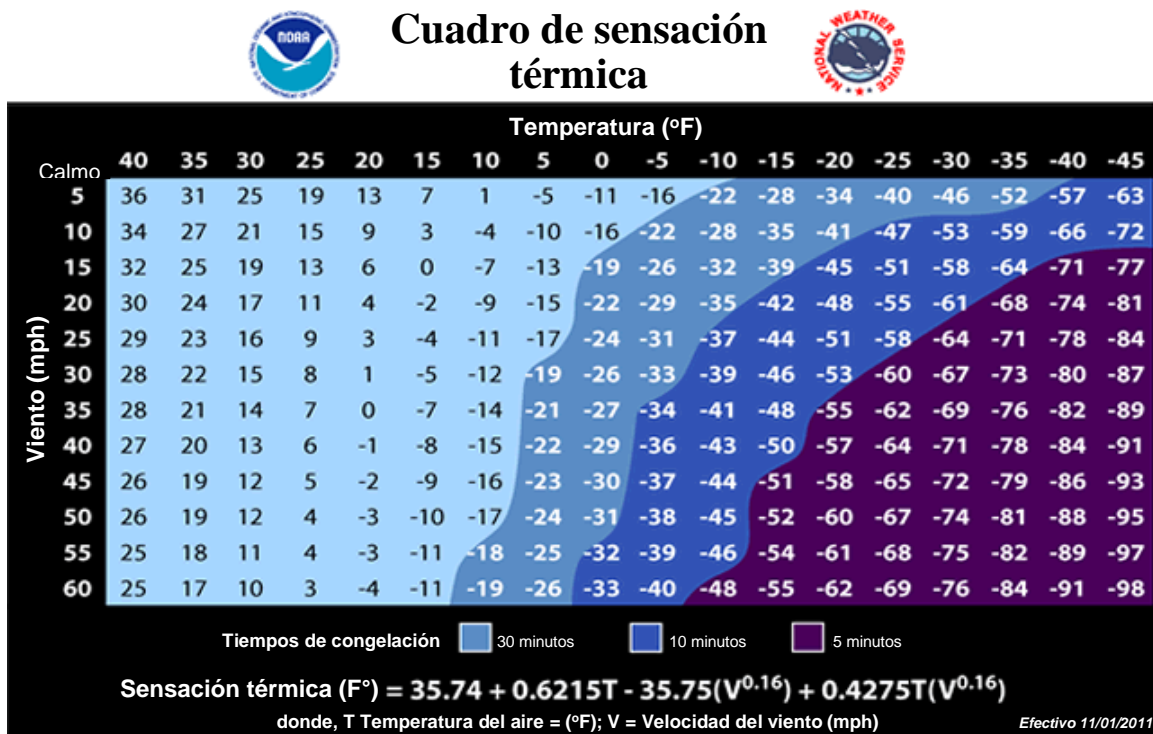 NOAA
NATIONAL WEATHER SERVICE
Cuadro de sensación
térmica
Temperatura (ºF)
Calmo 40 35 30 25 20 15 10 5 0 -5 -10 -15 -20 -25 -30 -35 -40 -45
Viento (mph)
5 36 31 25 19 13 7 1 -5 -11 -16 -22 -28 -34 -40 -46 -52 -57 -63
10 34 27 21 15 9 3 -4 -10 -16 -22 -28 -35 -41 -47 -53 -59 -66 -72
15 32 25 19 13 6 0 -7 -13 -19 -26 -32 -39 -45 -51 -58 -64 -71 -77
20 30 24 17 11 4 -2 -9 -15 -22 -29 -35 -42 -48 -55 -61 -68 -74 -81
25 29 23 16 9 3 -4 -11 -17 -24 -31 -37 -44 -51 -58 -64 -71 -78 -84
30 28 22 15 8 1 -5 -12 -19 -26 -33 -39 -46 -53 -60 -67 -73 -80 -87
35 28 21 14 7 0 -7 -14 -21 -27 -34 -41 -48 -55 -62 -69 -76 -82 -89
40 27 20 13 6 -1 -8 -15 -22 -29 -36 -43 -50 -57 -64 -71 -78 -84 -91
45 26 19 12 5 -2 -9 -16 -23 -30 -37 -44 -51 -58 -65 -72 -79 -86 -93
50 26 19 12 4 -3 -10 -17 -24 -31 -38 -45 -52 -60 -67 -74 -81 -88 -95
55 25 18 11 4 -3 -11 -18 -25 -32 -39 -46 -54 -61 -68 -75 -82 -89 -97
60 25 17 10 3 -4 -11 -19 -26 -33 -40 -48 -55 -62 -69 -76 -84 -91 -98
Tiempos de congelación 30 minutos 10 minutos 5 minutos
Sensación térmica (F°) = 35.74 + 0.6215T - 35.75(V^0.16) + 0.4275T(V^0.16)
donde, T Temperatura del aire = (ºF); V = Velocidad del viento (mph) Efectivo 11/01/2011